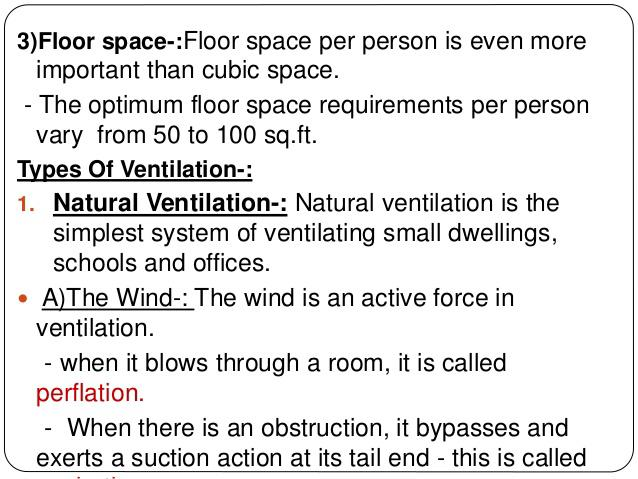 3)Floor space-:Floor space per person is even more
important than cubic space.
- The optimum floor space requirements per person
vary from 50 to 100 sq.ft.
Types Of Ventilation-:
1. Natural Ventilation-: Natural ventilation is the
simplest system of ventilating small dwellings,
schools and offices.
• A)The Wind-: The wind is an active force in
ventilation.
- when it blows through a room, it is called
perflation.
- When there is an obstruction, it bypasses and
exerts a suction action at its tail end - this is called